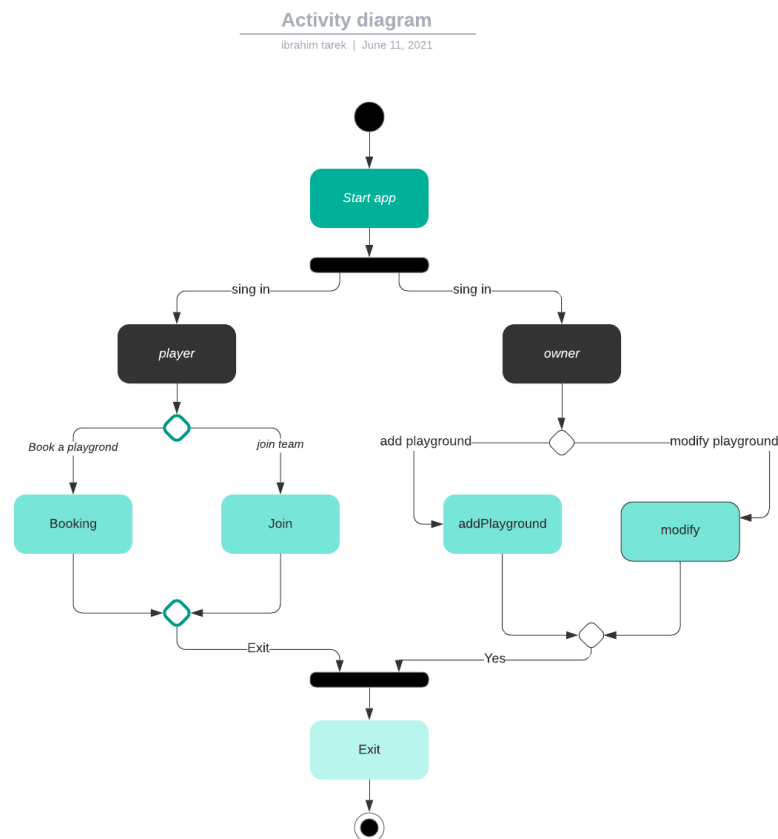 Activity diagram
ibrahim tarek | June 11, 2021
Start app
sing in
sing in
player
owner
Book a playgrond
join team
add playground
modify playground
Booking
Join
addPlayground
modify
Exit
Yes
Exit